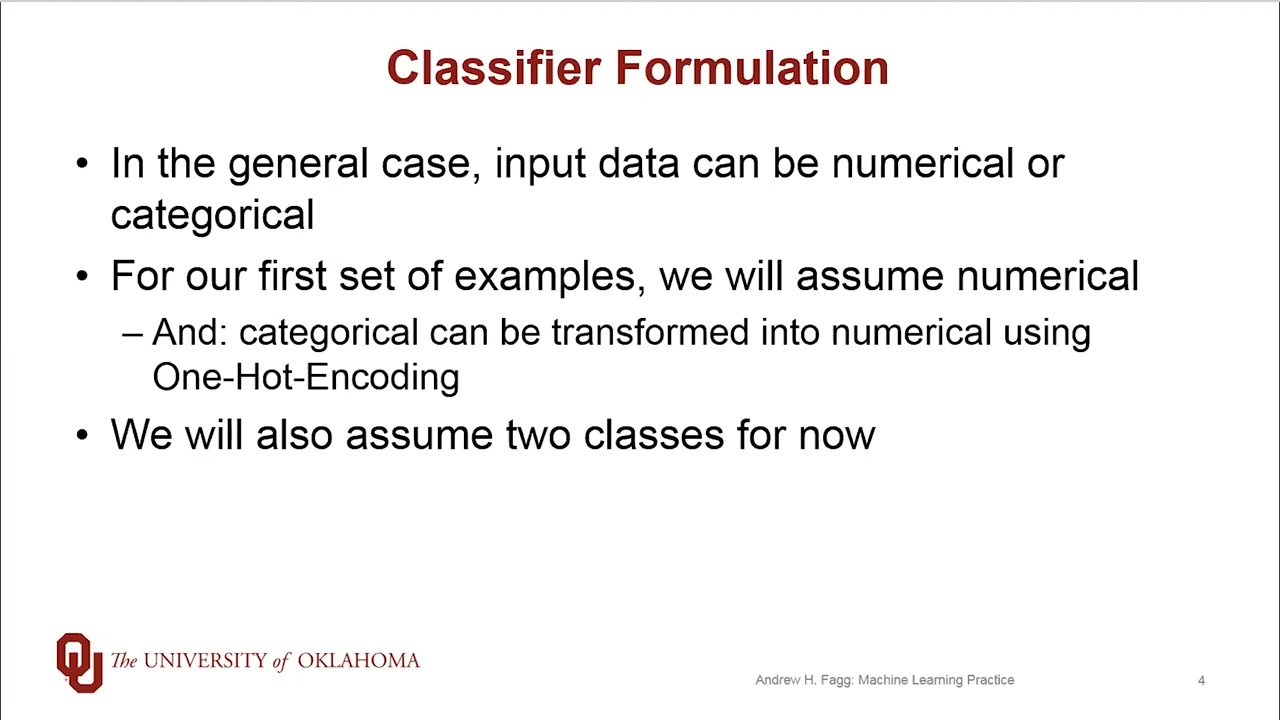 Classifier Formulation
• In the general case, input data can be numerical or
categorical
• For our first set of examples, we will assume numerical
– And: categorical can be transformed into numerical using
One-Hot-Encoding
• We will also assume two classes for now
OU The UNIVERSITY of OKLAHOMA
Andrew H. Fagg: Machine Learning Practice
4